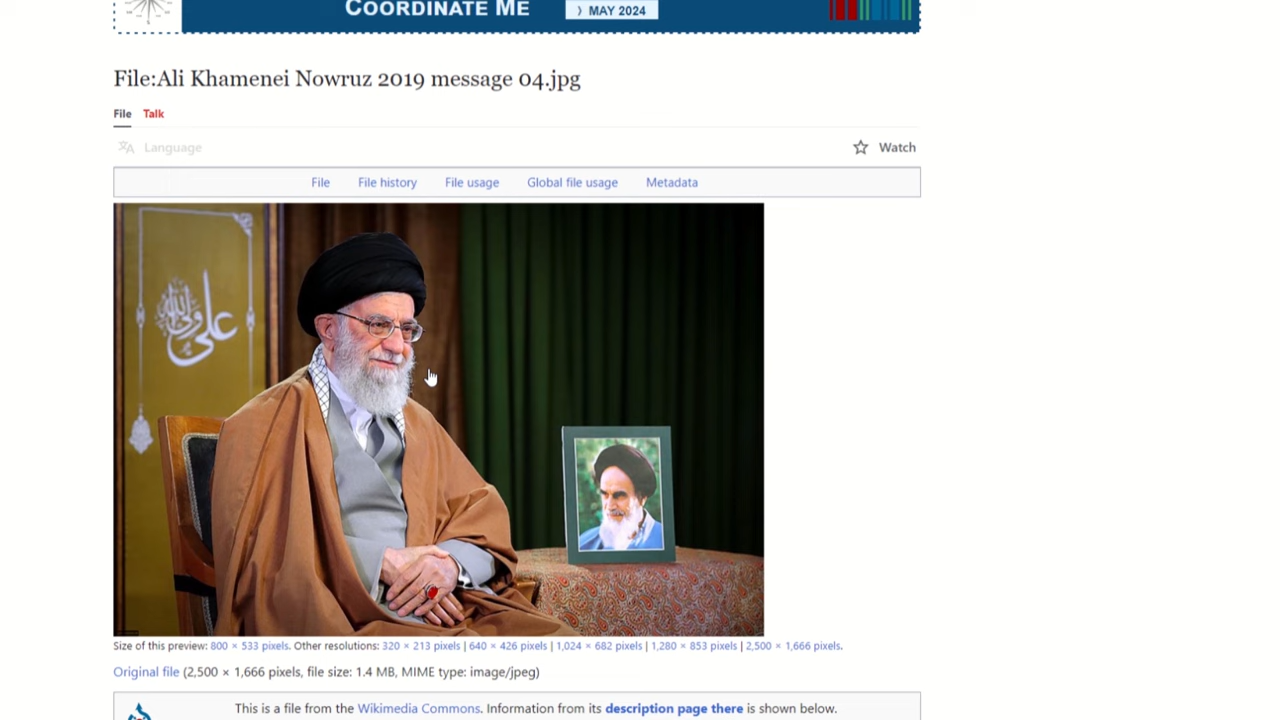 COORDINATE ME
⟩ MAY 2024
File:Ali Khamenei Nowruz 2019 message 04.jpg
File Talk
Language
Watch
File File history File usage Global file usage Metadata
علی ولی الله
Size of this preview: 800 × 533 pixels. Other resolutions: 320 × 213 pixels | 640 × 426 pixels | 1,024 × 682 pixels | 1,280 × 853 pixels | 2,500 × 1,666 pixels.
Original file (2,500 × 1,666 pixels, file size: 1.4 MB, MIME type: image/jpeg)
This is a file from the Wikimedia Commons. Information from its description page there is shown below.